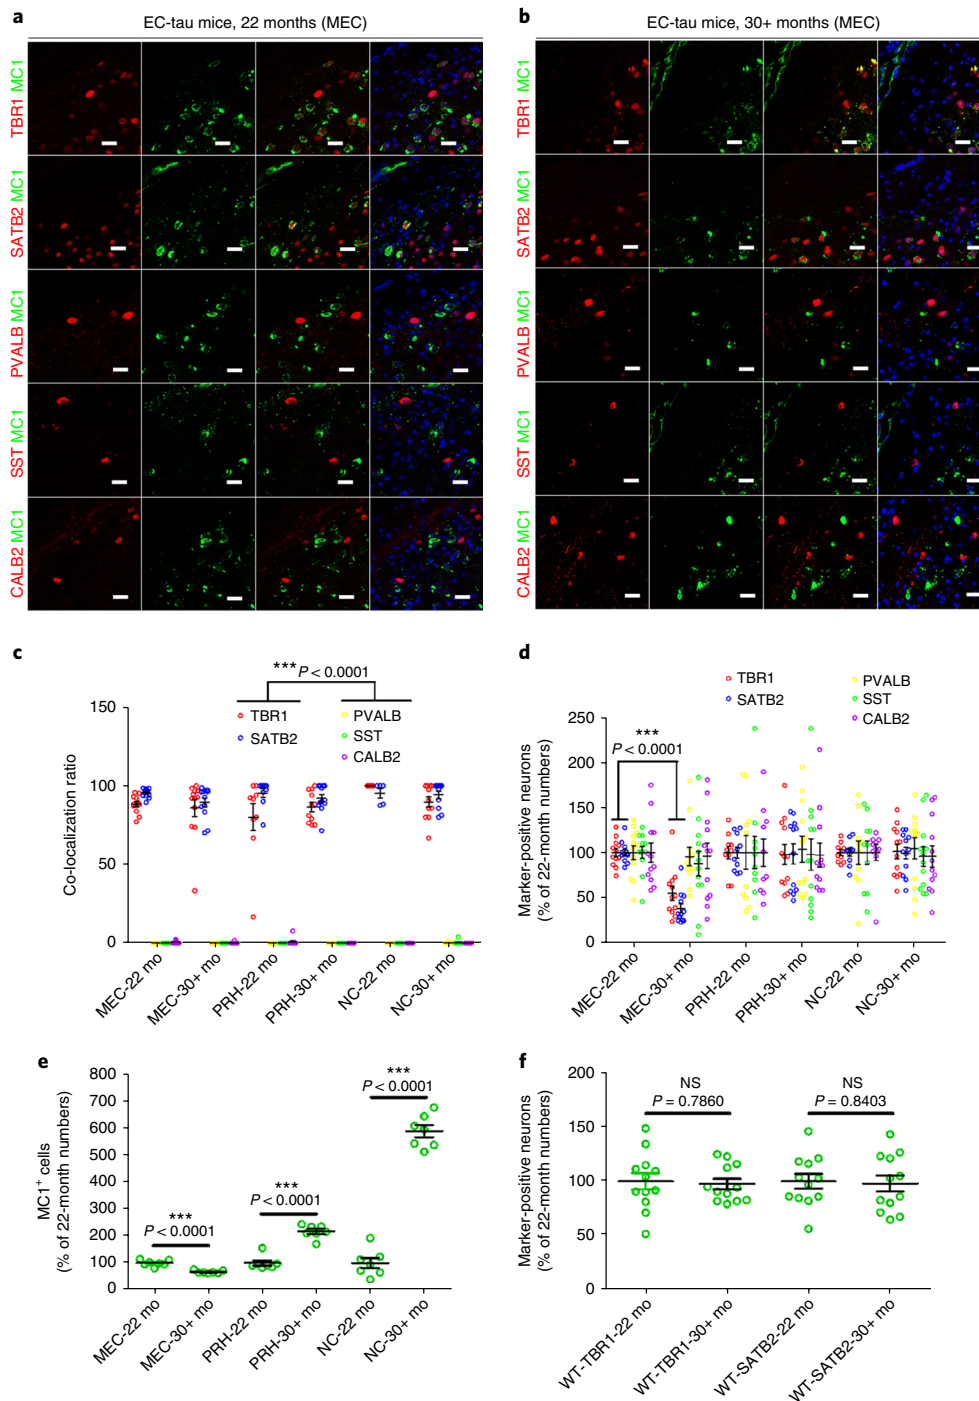 a
EC-tau mice, 22 months (MEC)
TBR1 MC1
SATB2 MC1
PVALB MC1
SST MC1
CALB2 MC1
b
EC-tau mice, 30+ months (MEC)
TBR1 MC1
SATB2 MC1
PVALB MC1
SST MC1
CALB2 MC1
c
***
P < 0.0001
TBR1
SATB2
PVALB
SST
CALB2
Co-localization ratio
150
100
50
0
MEC-22 mo
MEC-30+ mo
PRH-22 mo
PRH-30+ mo
NC-22 mo
NC-30+ mo
d
TBR1
SATB2
PVALB
SST
CALB2
***
P < 0.0001
Marker-positive neurons
(% of 22-month numbers)
250
200
150
100
50
0
MEC-22 mo
MEC-30+ mo
PRH-22 mo
PRH-30+ mo
NC-22 mo
NC-30+ mo
e
MC1+ cells
(% of 22-month numbers)
800
700
600
500
400
300
200
100
0
***
P < 0.0001
***
P < 0.0001
***
P < 0.0001
MEC-22 mo
MEC-30+ mo
PRH-22 mo
PRH-30+ mo
NC-22 mo
NC-30+ mo
f
Marker-positive neurons
(% of 22-month numbers)
200
150
100
50
0
NS
P = 0.7860
NS
P = 0.8403
WT-TBR1-22 mo
WT-TBR1-30+ mo
WT-SATB2-22 mo
WT-SATB2-30+ mo